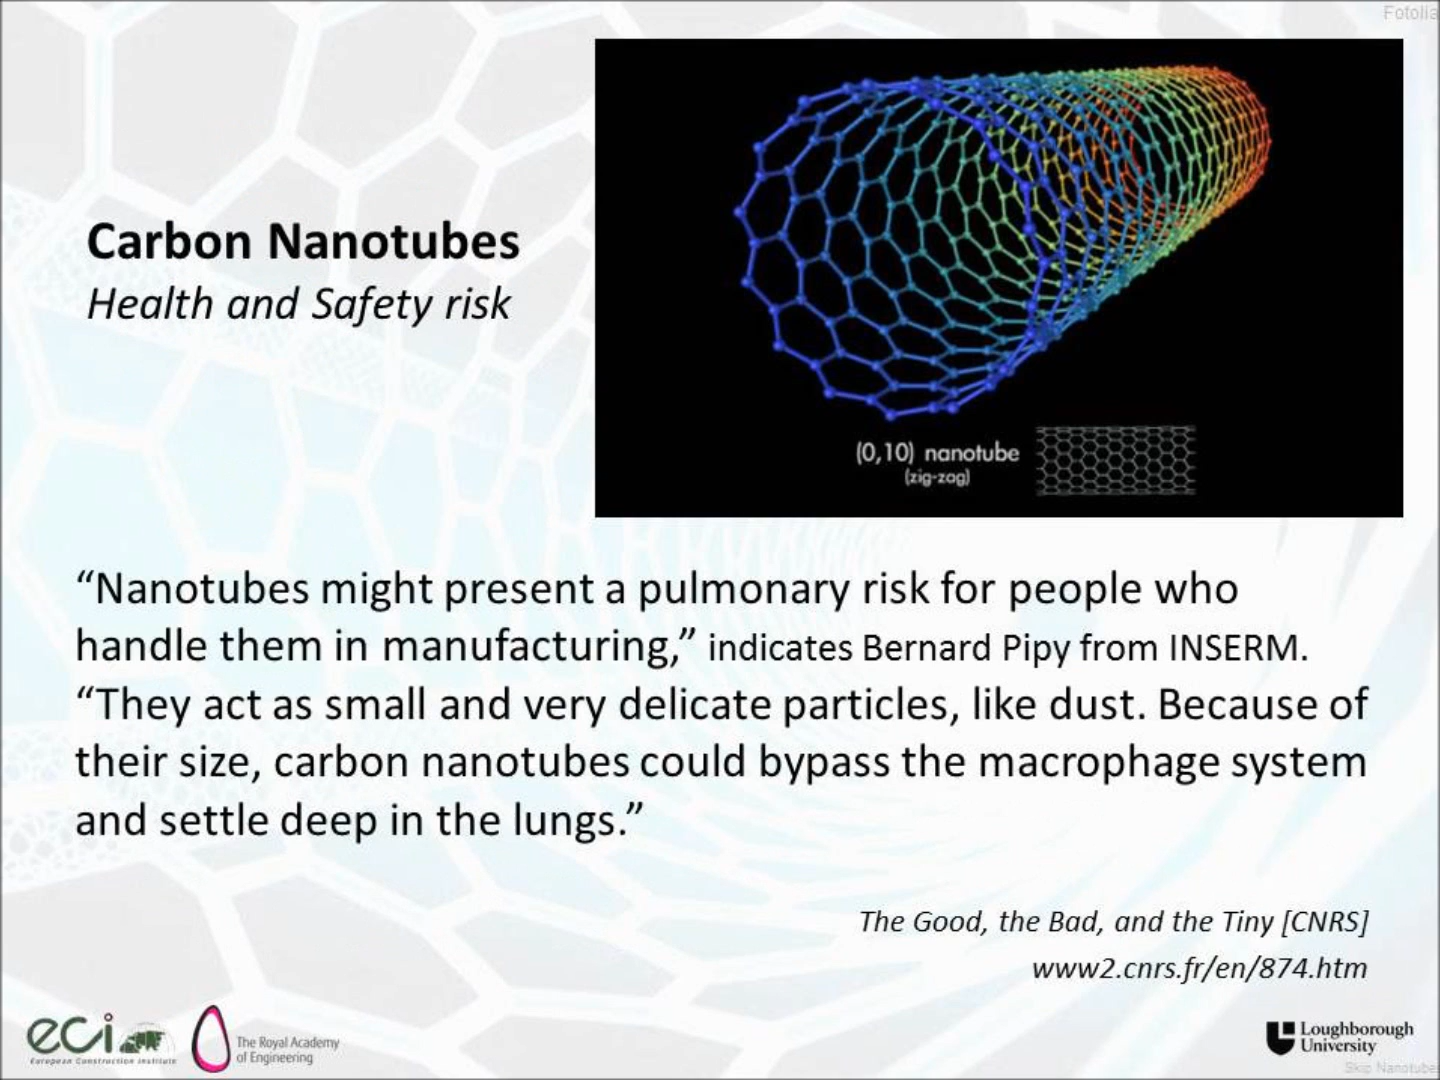 Fotolia
Carbon Nanotubes
Health and Safety risk
(0,10) nanotube
(zig-zag)
“Nanotubes might present a pulmonary risk for people who
handle them in manufacturing,” indicates Bernard Pipy from INSERM.
“They act as small and very delicate particles, like dust. Because of
their size, carbon nanotubes could bypass the macrophage system
and settle deep in the lungs.”
The Good, the Bad, and the Tiny [CNRS]
www2.cnrs.fr/en/874.htm
eci
European Construction Institute
The Royal Academy
of Engineering
Loughborough
University
Skip Nanotube